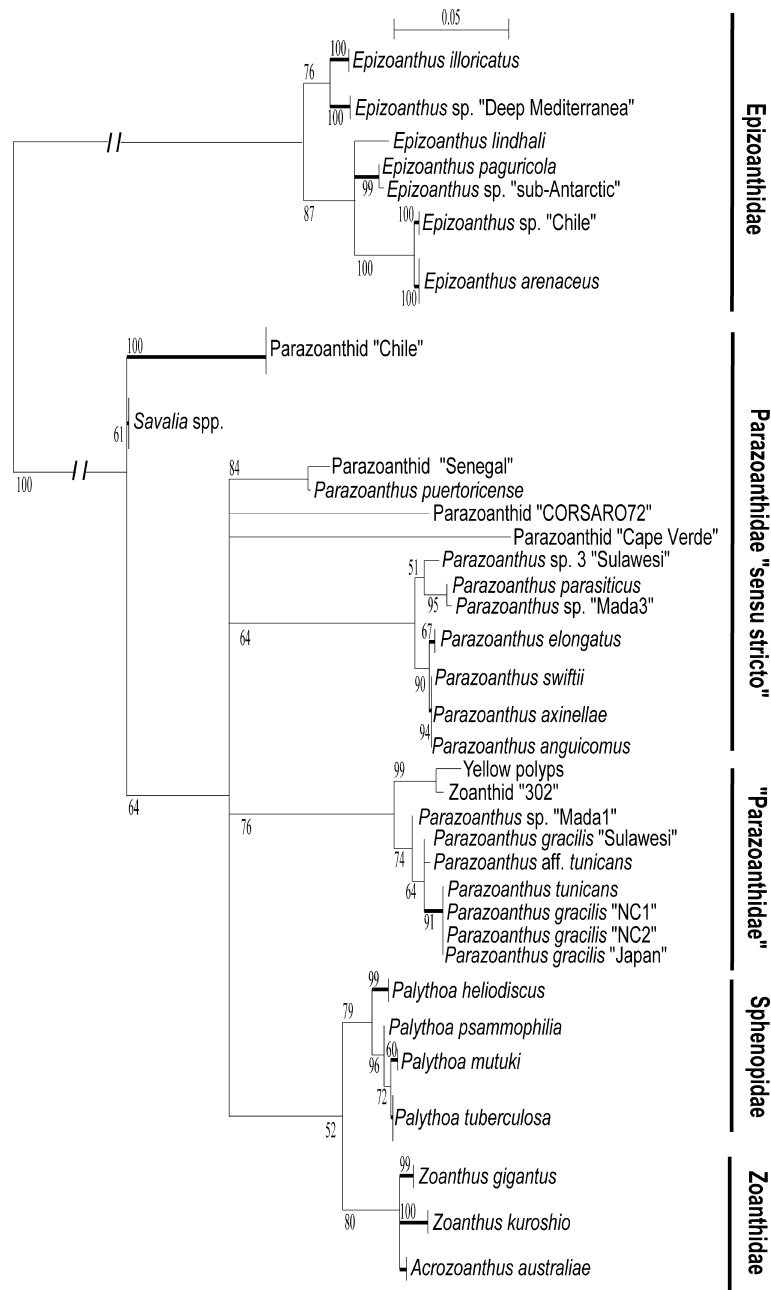 0.05
100
Epizoanthus illoricatus
76
Epizoanthus sp. "Deep Mediterranea"
100
Epizoanthus lindhali
Epizoanthus paguricola
99
Epizoanthus sp. "sub-Antarctic"
87
100
Epizoanthus sp. "Chile"
100
Epizoanthus arenaceus
100
Epizoanthidae
100
Parazoanthid "Chile"
61
Savalia spp.
100
84
Parazoanthid "Senegal"
Parazoanthus puertoricense
Parazoanthid "CORSARO72"
Parazoanthid "Cape Verde"
51
Parazoanthus sp. 3 "Sulawesi"
Parazoanthus parasiticus
95
Parazoanthus sp. "Mada3"
64
67
Parazoanthus elongatus
90
Parazoanthus swiftii
Parazoanthus axinellae
94
Parazoanthus anguicomus
Parazoanthidae "sensu stricto"
99
Yellow polyps
Zoanthid "302"
64
76
Parazoanthus sp. "Mada1"
Parazoanthus gracilis "Sulawesi"
74
Parazoanthus aff. tunicans
64
Parazoanthus tunicans
91
Parazoanthus gracilis "NC1"
Parazoanthus gracilis "NC2"
Parazoanthus gracilis "Japan"
"Parazoanthidae"
99
Palythoa heliodiscus
79
Palythoa psammophilia
96
60
Palythoa mutuki
72
Palythoa tuberculosa
52
Sphenopidae
99
Zoanthus gigantus
80
100
Zoanthus kuroshio
Acrozoanthus australiae
Zoanthidae